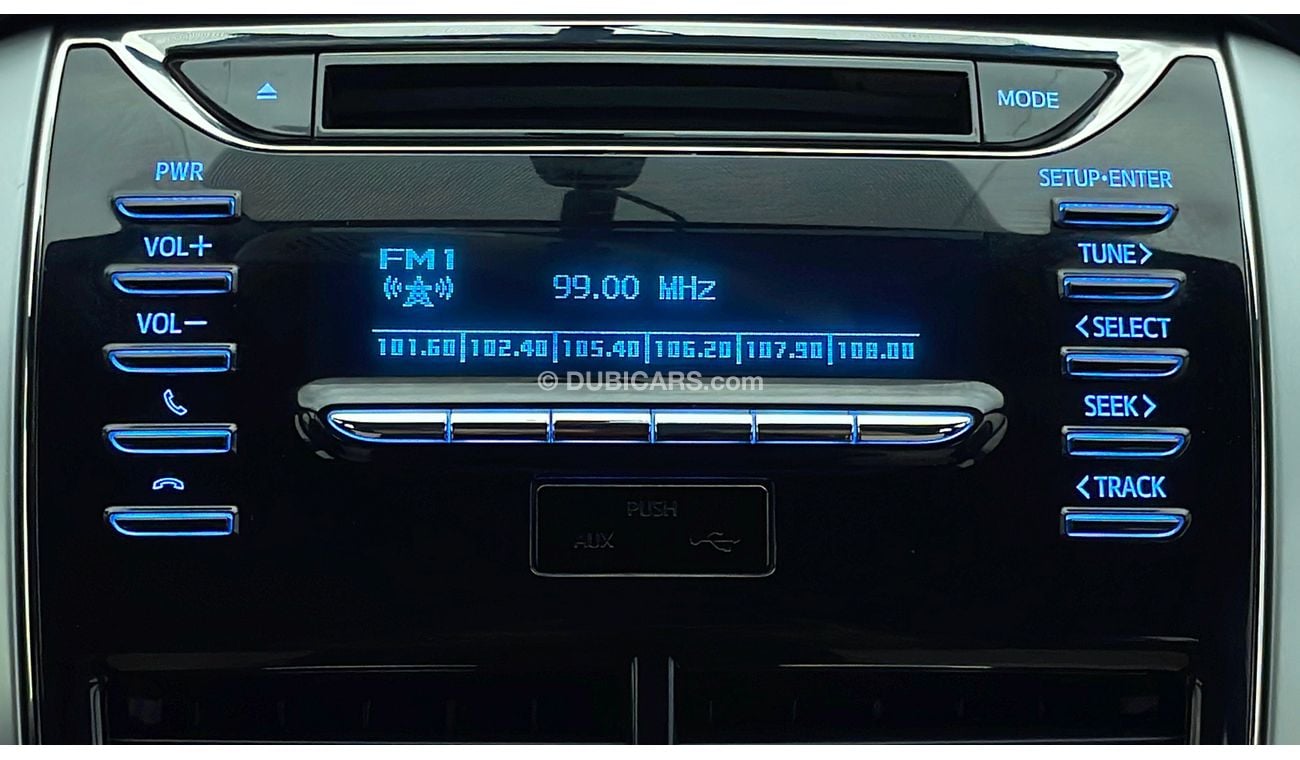 MODE
PWR
SETUP•ENTER
VOL+
TUNE>
FM1
99.00 MHz
VOL—
<SELECT
101.60|102.40|105.40|106.20|107.90|108.00
© DUBICARS.com
SEEK>
<TRACK
PUSH
AUX